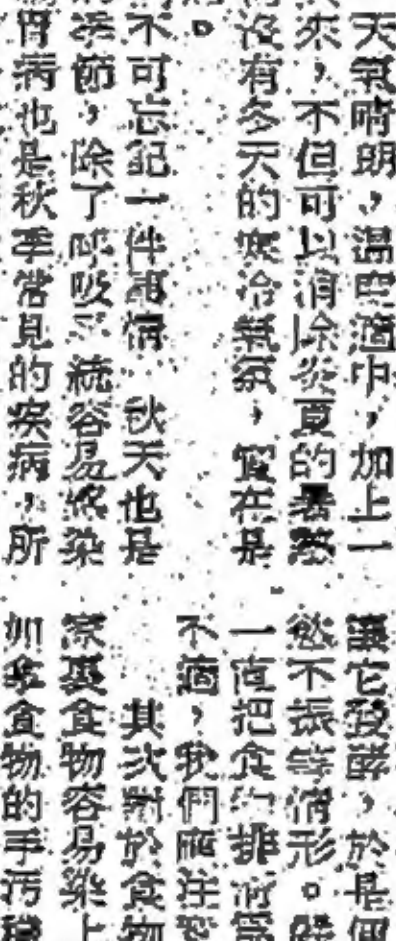 天氣晴明，溫度適中，加上一
來，不但可以消除炎夏的暑熱
沒有冬天的寒冷氣氛，實在是
。
不可忘記一件事情 秋天也是
季節，除了呼吸系統容易感染
胃病也是秋季常見的疾病，所
讓它發酵，於是便
慾不振等情形。
一直把食物排
不適，我們應注意
其次對於食物
家裏食物容易染上
如拿食物的手污穢